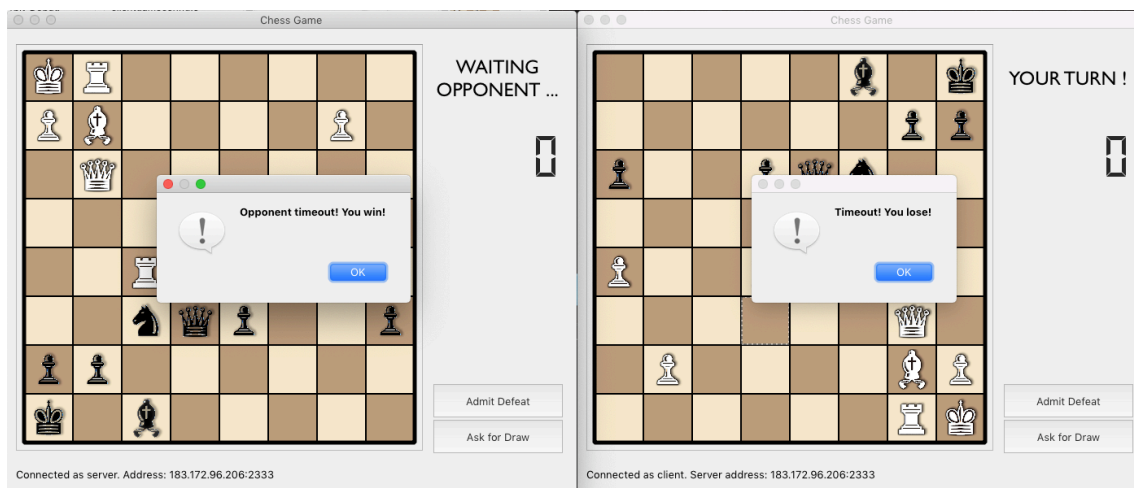 Chess Game
WAITING
OPPONENT ...
0
Opponent timeout! You win!
OK
Admit Defeat
Ask for Draw
Connected as server. Address: 183.172.96.206:2333
Chess Game
YOUR TURN !
0
Timeout! You lose!
OK
Admit Defeat
Ask for Draw
Connected as client. Server address: 183.172.96.206:2333